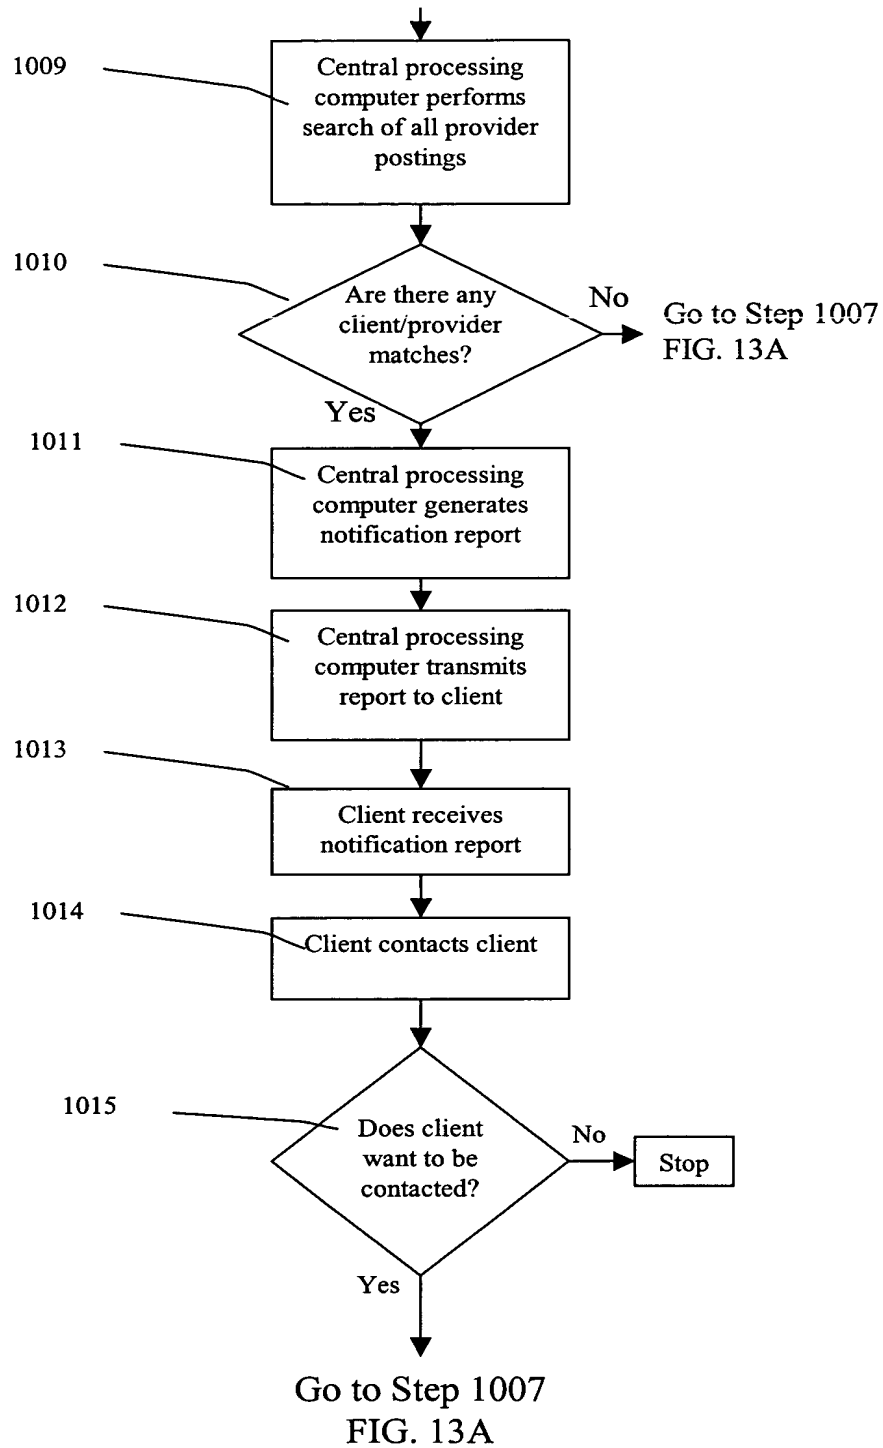 1009
Central processing
computer performs
search of all provider
postings
1010
Are there any
client/provider
matches?
No
Go to Step 1007
FIG. 13A
Yes
1011
Central processing
computer generates
notification report
1012
Central processing
computer transmits
report to client
1013
Client receives
notification report
1014
Client contacts client
1015
Does client
want to be
contacted?
No
Stop
Yes
Go to Step 1007
FIG. 13A